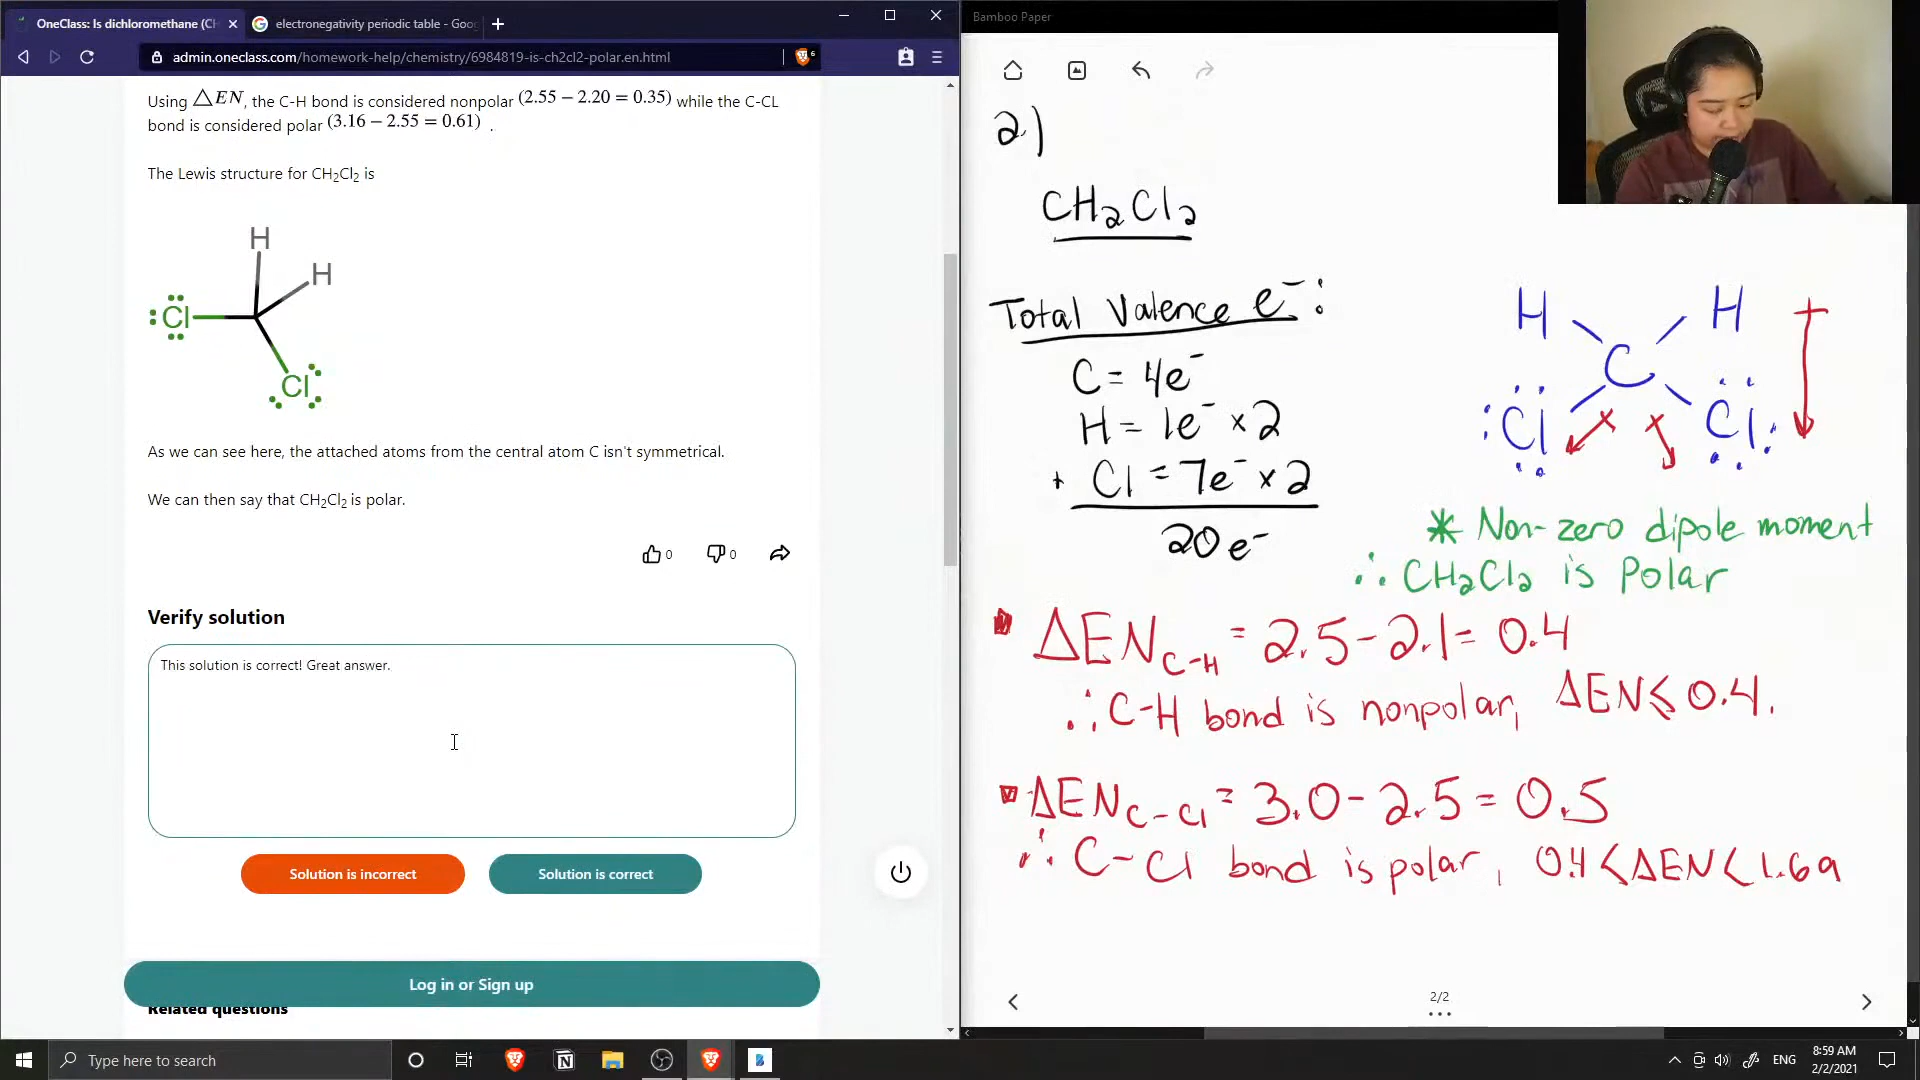 OneClass: Is dichloromethane (CH
electronegativity periodic table - Goo
admin.oneclass.com/homework-help/chemistry/6984819-is-ch2cl2-polar.en.html
6
Using △EN, the C-H bond is considered nonpolar (2.55 − 2.20 = 0.35) while the C-CL
bond is considered polar (3.16 − 2.55 = 0.61) .
The Lewis structure for CH₂Cl₂ is
H
H
Cl
Cl
As we can see here, the attached atoms from the central atom C isn't symmetrical.
We can then say that CH₂Cl₂ is polar.
0 0
Verify solution
This solution is correct! Great answer.
Solution is incorrect Solution is correct
Log in or Sign up
Related questions
Bamboo Paper
2.)
CH₂Cl₂
Total Valence e⁻:
C = 4e⁻
H = 1e⁻ × 2
+ Cl = 7e⁻ × 2
20 e⁻
H H
C
:Cl Cl:
* Non-zero dipole moment
∴ CH₂Cl₂ is Polar
ΔEN C-H = 2.5 - 2.1 = 0.4
∴ C-H bond is nonpolar, ΔEN ≤ 0.4.
ΔEN C-Cl = 3.0 - 2.5 = 0.5
∴ C-Cl bond is polar, 0.4 < ΔEN < 1.69
2/2
Type here to search
ENG
8:59 AM
2/2/2021